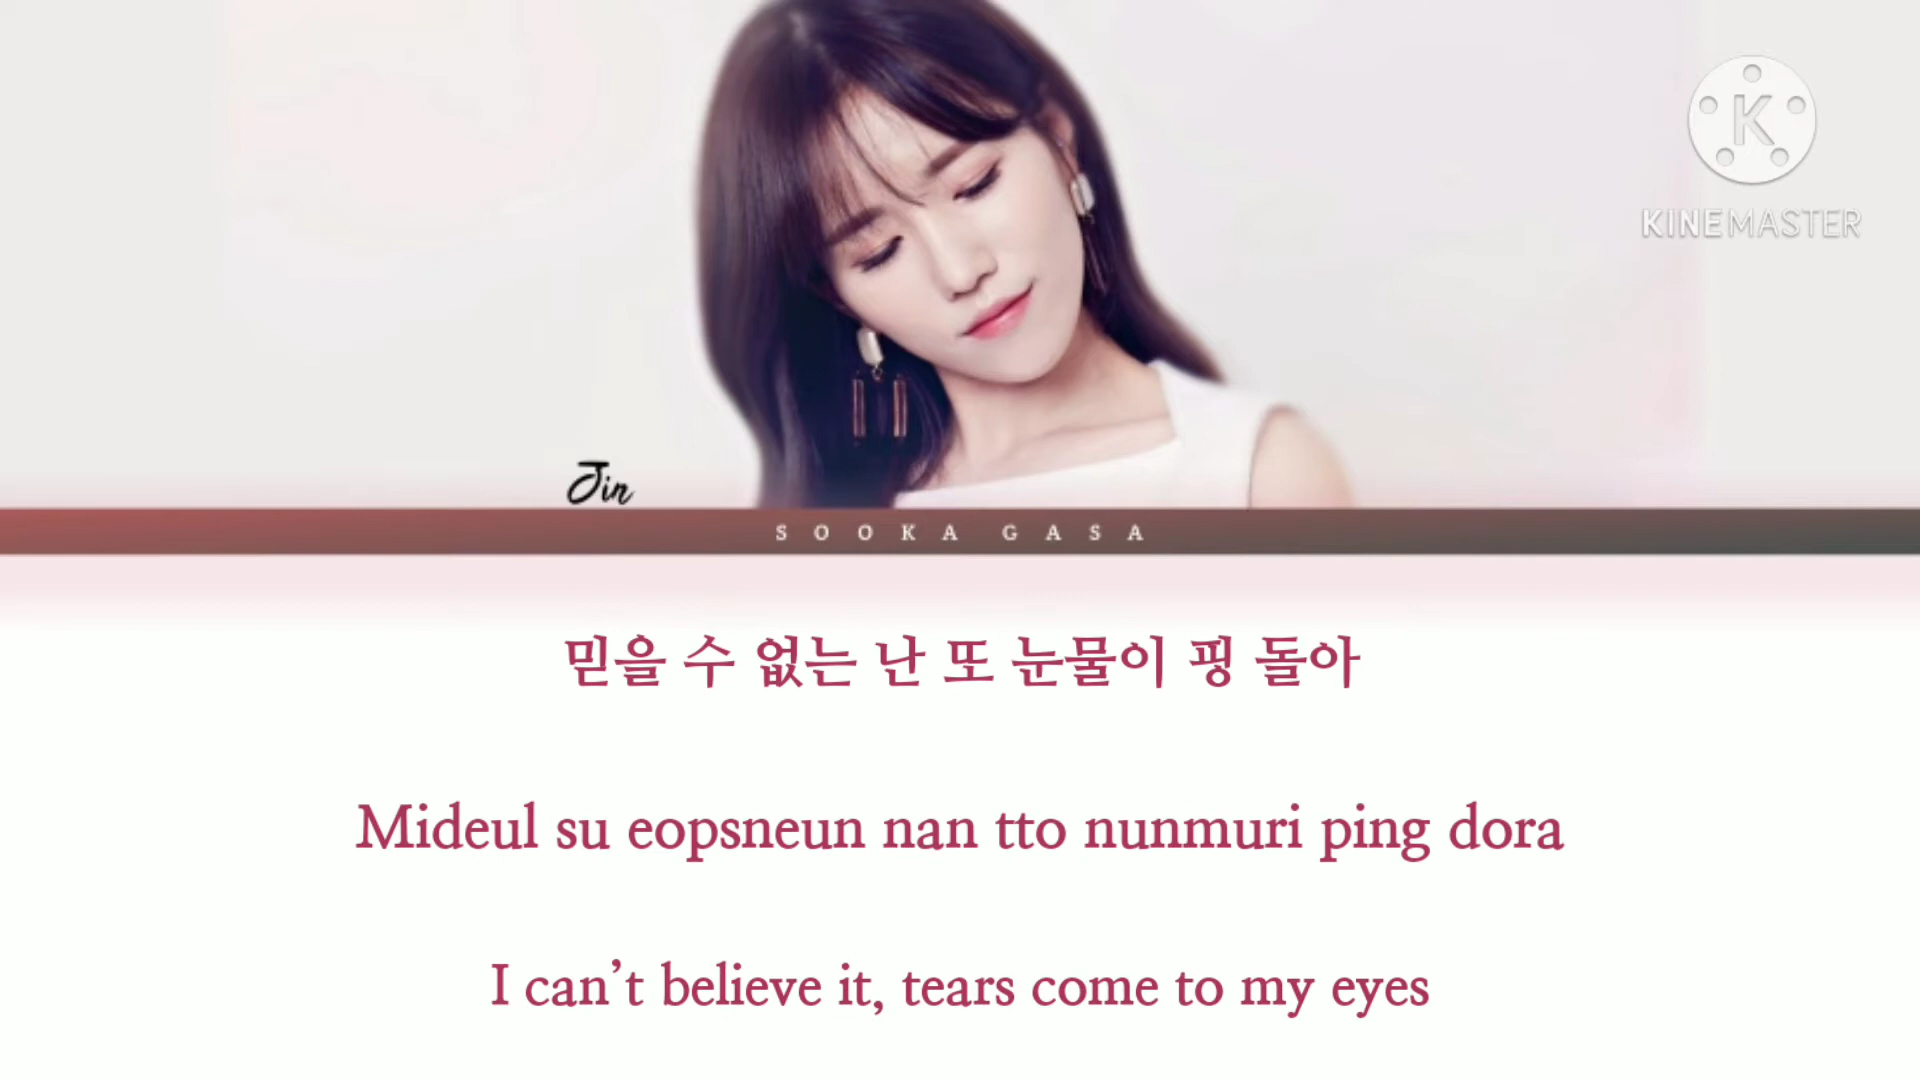 K
KINEMASTER
Jin
SOOKA GASA
믿을 수 없는 난 또 눈물이 핑 돌아
Mideul su eopsneun nan tto nunmuri ping dora
I can’t believe it, tears come to my eyes